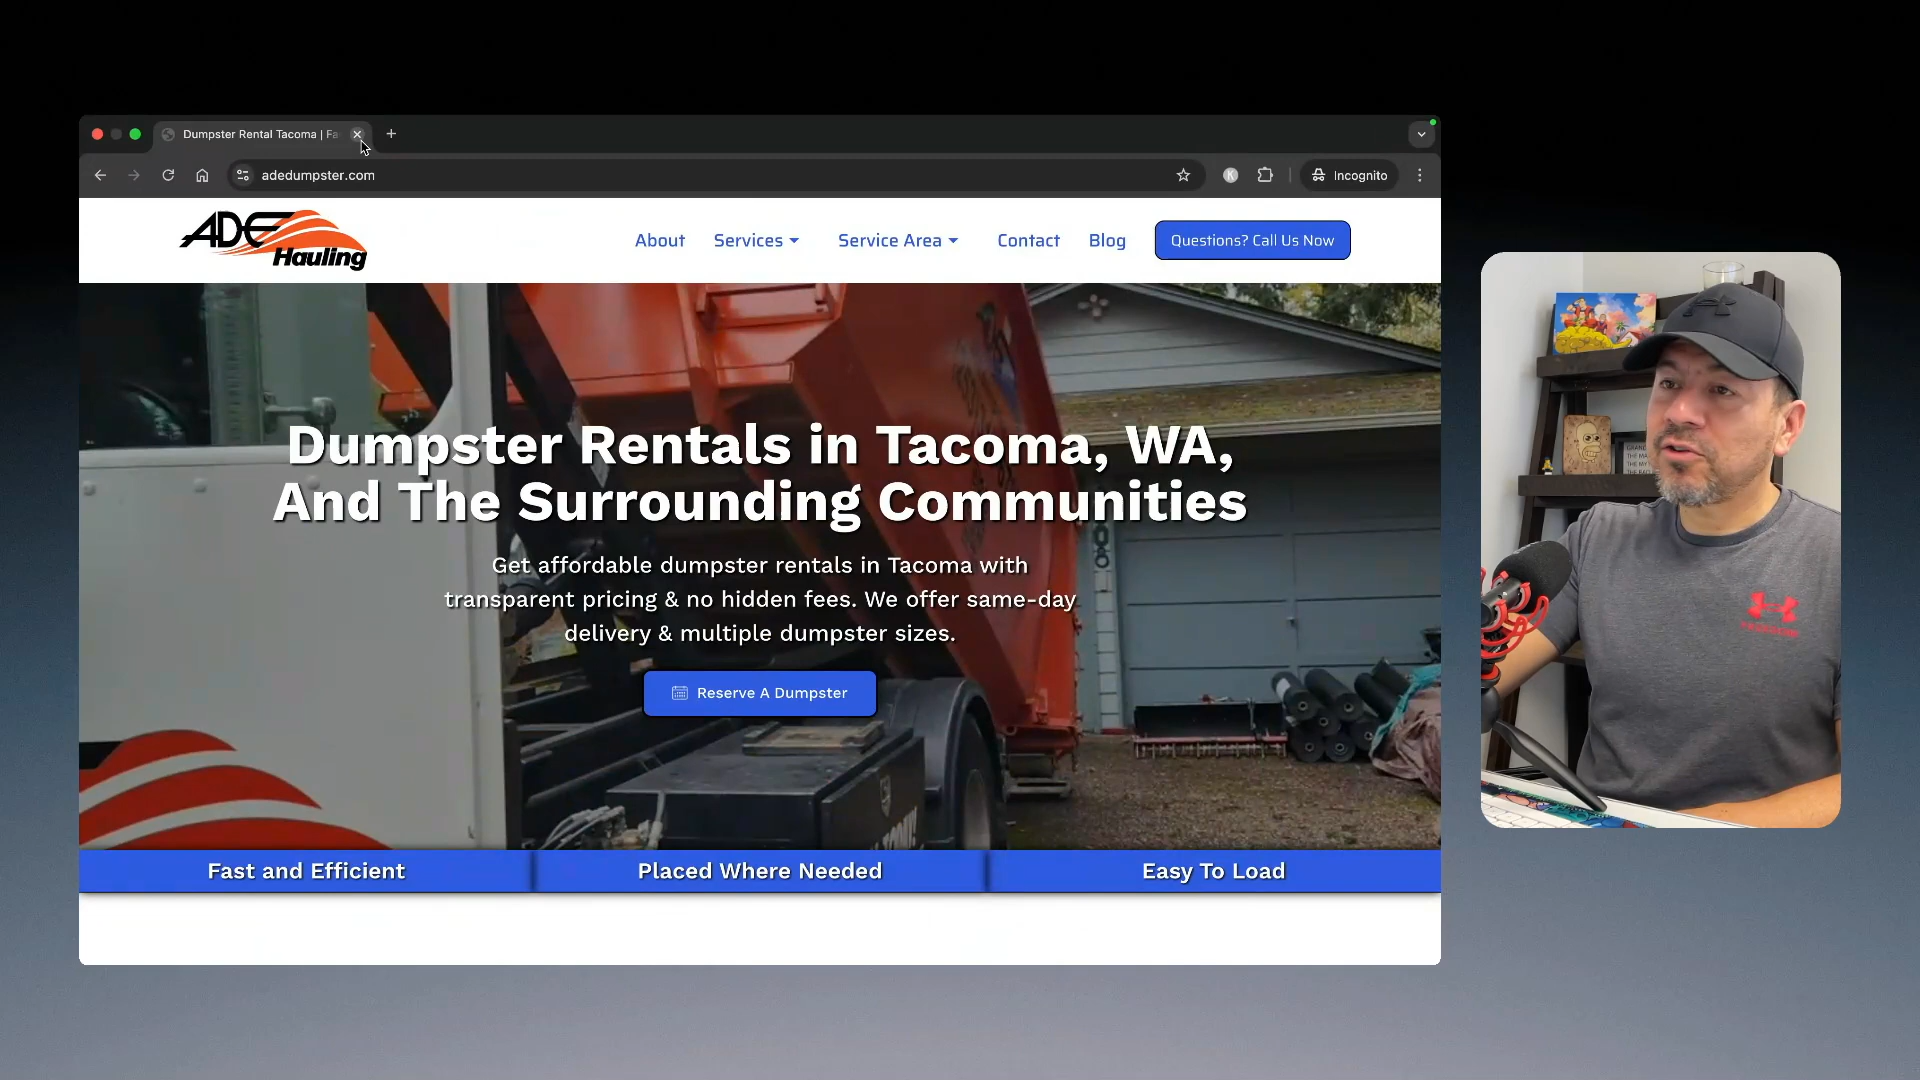 Dumpster Rental Tacoma | Fa
adedumpster.com
Incognito
ADE
Hauling
About
Services
Service Area
Contact
Blog
Questions? Call Us Now
Dumpster Rentals in Tacoma, WA,
And The Surrounding Communities
Get affordable dumpster rentals in Tacoma with
transparent pricing & no hidden fees. We offer same-day
delivery & multiple dumpster sizes.
Reserve A Dumpster
Fast and Efficient
Placed Where Needed
Easy To Load